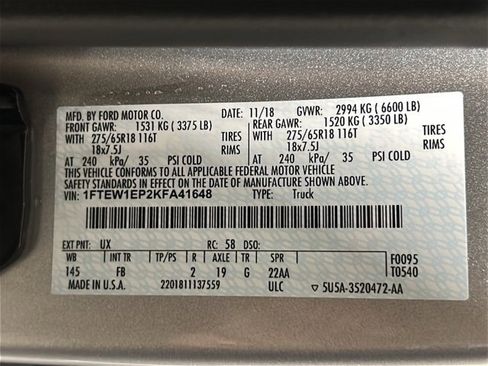 MFD. BY FORD MOTOR CO. 11/18 GVWR: 2994 KG ( 6600 LB)
FRONT GAWR: 1531 KG ( 3375 LB) REAR GAWR: 1520 KG ( 3350 LB)
275/65R18 116T TIRES 275/65R18 116T TIRES
18x7.5J RIMS 18x7.5J RIMS
AT 240 kPa/ 35 PSI COLD AT 240 kPa/ 35 PSI COLD
THIS VEHICLE CONFORMS TO ALL APPLICABLE FEDERAL MOTOR VEHICLE
SAFETY STANDARDS IN EFFECT ON THE DATE OF MANUFACTURE SHOWN ABOVE.
VIN: 1FTEW1EP2KFA41648 TYPE: Truck
EXT PNT: UX RC: 58 DSO:
WB INT TR TP/PS R AXLE TR SPR F0095
145 FB 2 19 G 22AA T0540
MADE IN U.S.A. 2201811137559 ULC 5U5A-3520472-AA